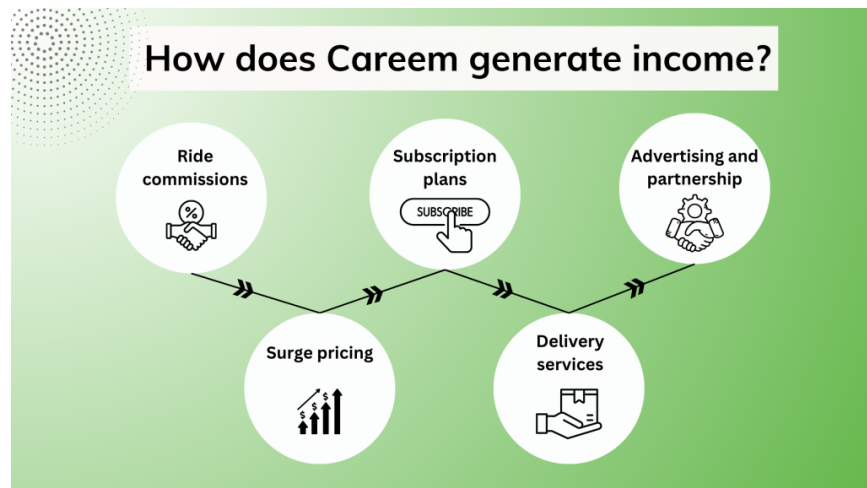 How does Careem generate income?
Ride
commissions
%
Surge pricing
$ $ $
Subscription
plans
SUBSCRIBE
Delivery
services
Advertising and
partnership